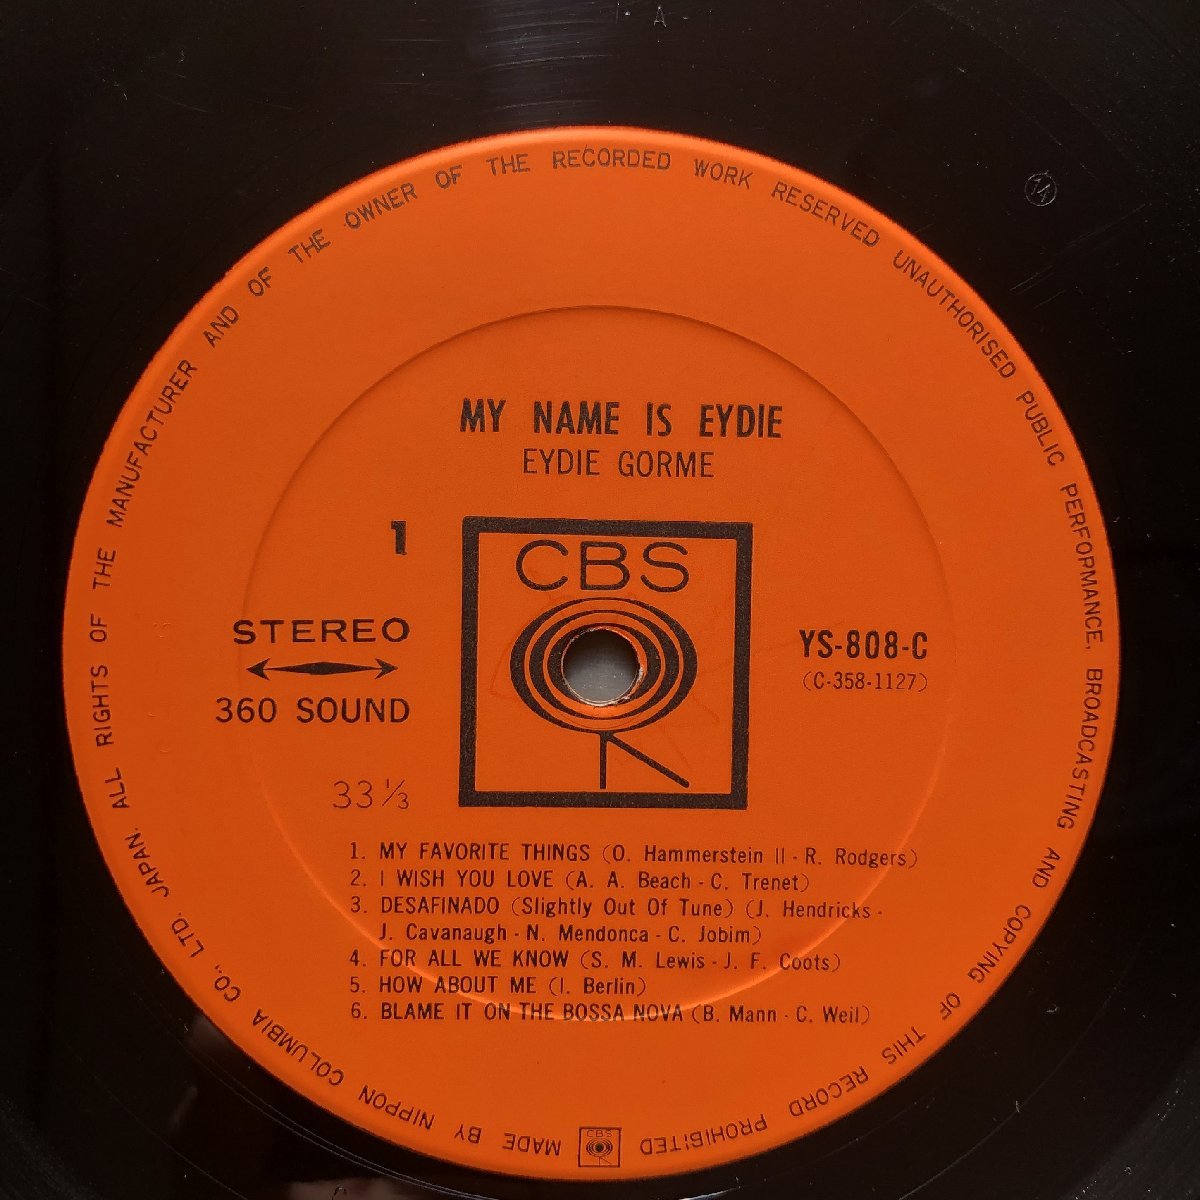 MY NAME IS EYDIE
EYDIE GORME
1
CBS
STEREO
360 SOUND
33 ⅓
YS-808-C
(C-358-1127)
1. MY FAVORITE THINGS (O. Hammerstein II - R. Rodgers)
2. I WISH YOU LOVE (A. A. Beach - C. Trenet)
3. DESAFINADO (Slightly Out Of Tune) (J. Hendricks -
J. Cavanaugh - N. Mendonca - C. Jobim)
4. FOR ALL WE KNOW (S. M. Lewis - J. F. Coots)
5. HOW ABOUT ME (I. Berlin)
6. BLAME IT ON THE BOSSA NOVA (B. Mann - C. Weil)
MADE BY NIPPON COLUMBIA CO., LTD. JAPAN. ALL RIGHTS OF THE MANUFACTURER AND OF THE OWNER OF THE RECORDED WORK RESERVED UNAUTHORISED PUBLIC PERFORMANCE, BROADCASTING AND COPYING OF THIS RECORD PROHIBITED
CBS
14
A